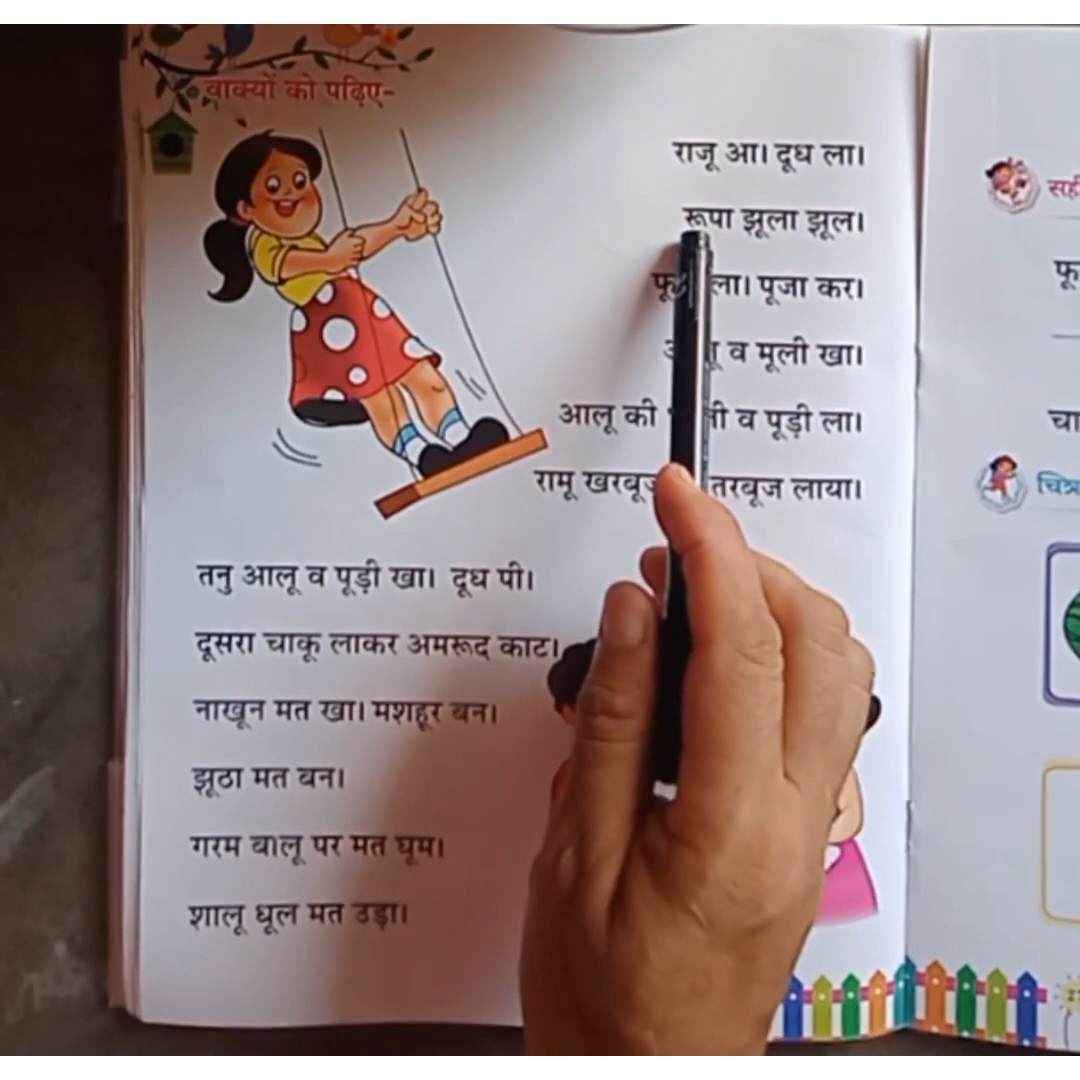 वाक्यों को पढ़िए-
राजू आ। दूध ला।
रूपा झूला झूल।
ला। पूजा कर।
व मूली खा।
आलू की व पूड़ी ला।
रामू तरबूज लाया।
तनु आलू व पूड़ी खा। दूध पी।
दूसरा चाकू लाकर अमरूद काट।
नाखून मत खा। मशहूर बन।
झूठा मत बन।
गरम बालू पर मत घूम।
शालू धूल मत उड़ा।